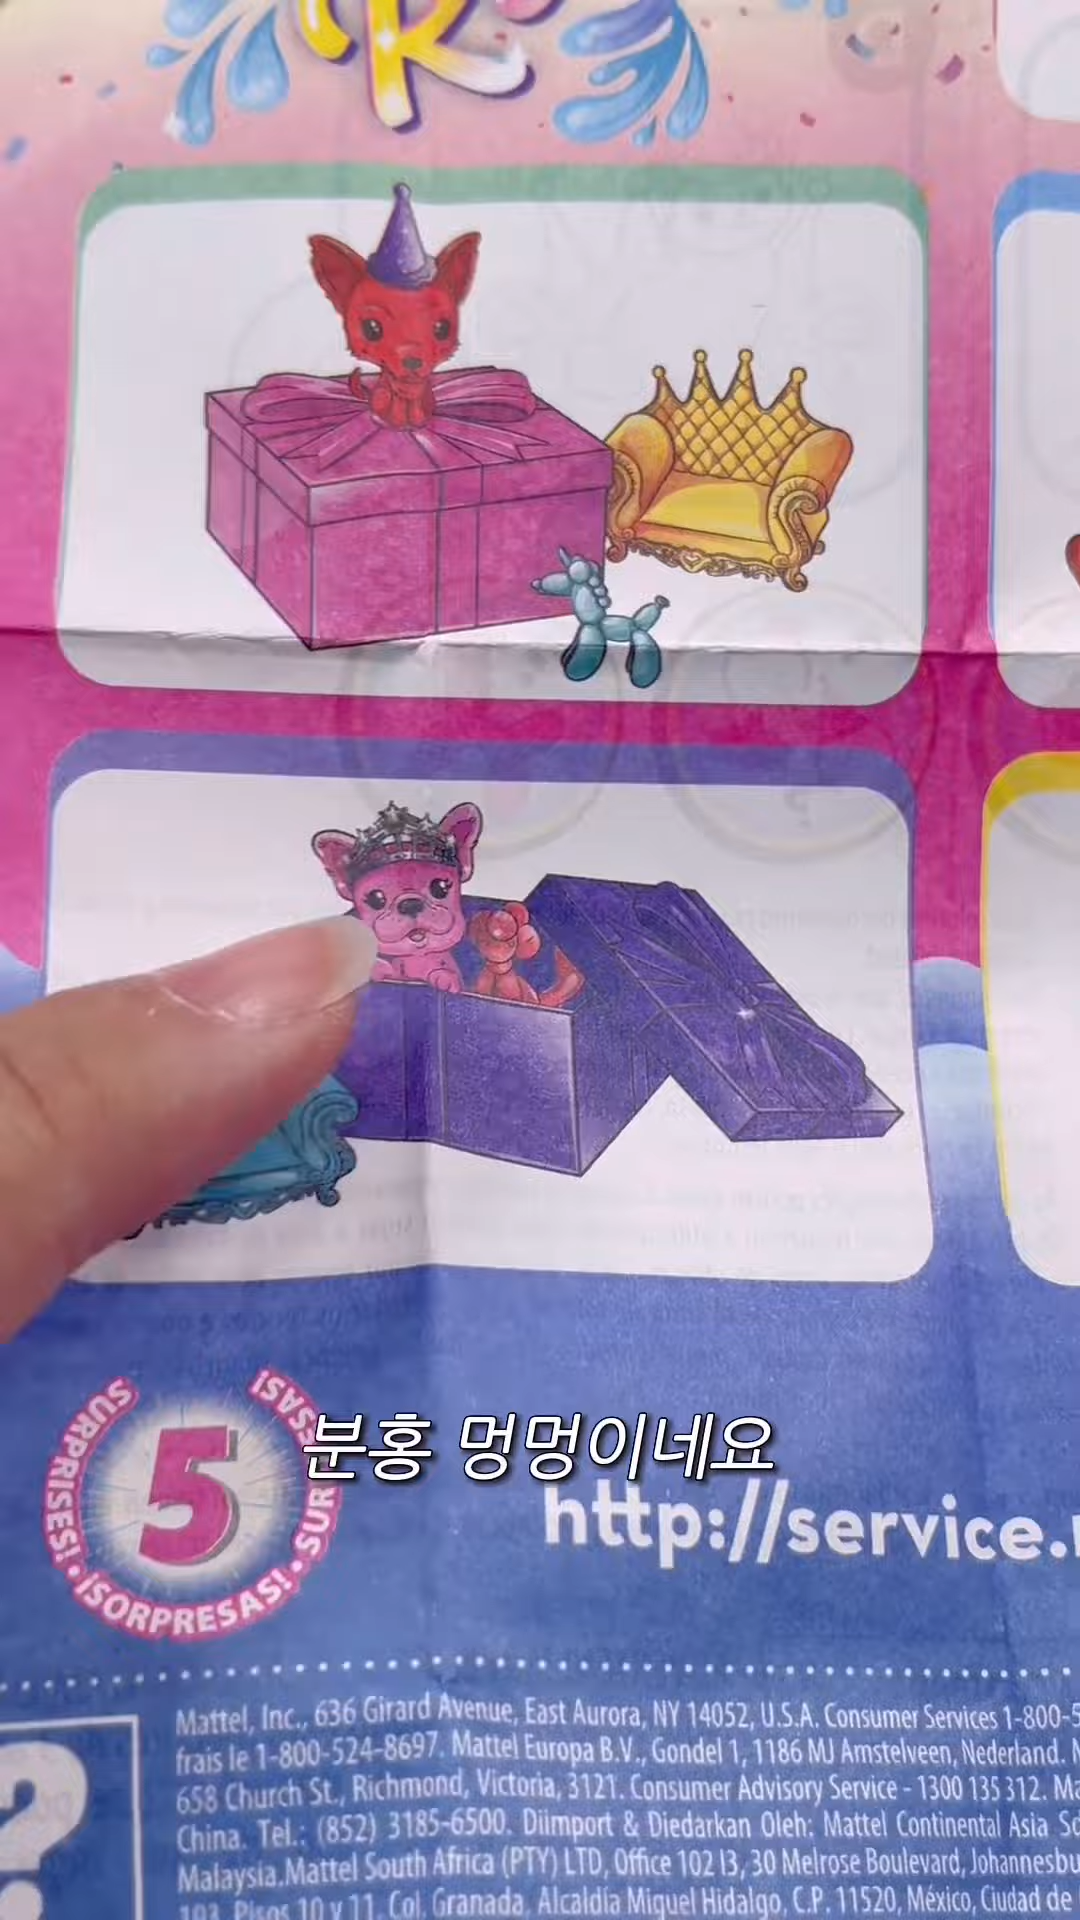 R
분홍 멍멍이네요
5
SURPRISES! • ¡SORPRESAS! •
http://service.
Mattel, Inc., 636 Girard Avenue, East Aurora, NY 14052, U.S.A. Consumer Services 1-800-5
frais le 1-800-524-8697. Mattel Europa B.V., Gondel 1, 1186 MJ Amstelveen, Nederland.
658 Church St., Richmond, Victoria, 3121. Consumer Advisory Service - 1300 135 312.
China. Tel.: (852) 3185-6500. Diimport & Diedarkan Oleh: Mattel Continental Asia
Malaysia. Mattel South Africa (PTY) LTD, Office 102 I3, 30 Melrose Boulevard,
193, Pisos 10 y 11, Col. Granada, Alcaldía Miguel Hidalgo, C.P. 11520, México, Ciudad de
?